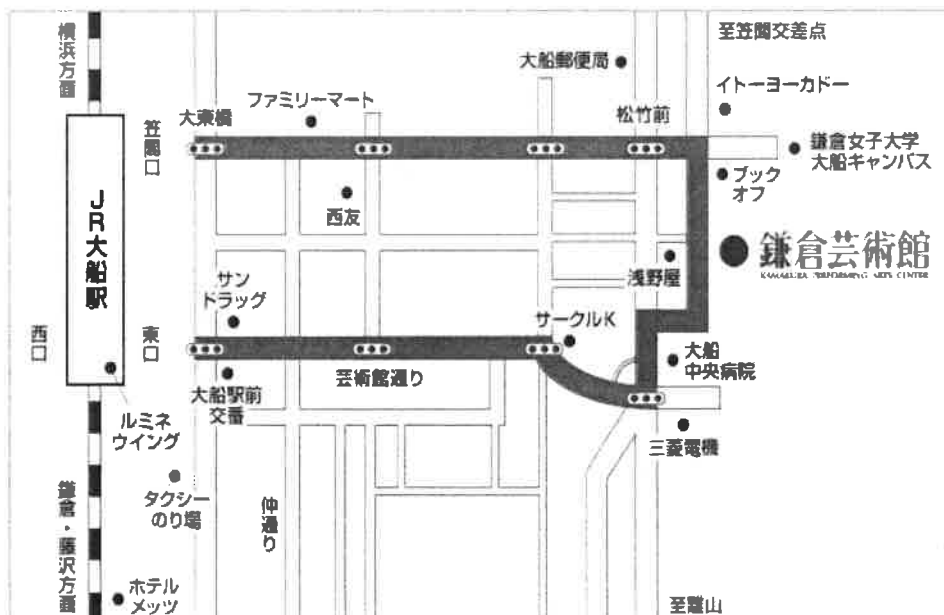 横浜方面
至笠間交差点
大船郵便局
イトーヨーカドー
ファミリーマート
大東橋
松竹前
笠間口
鎌倉女子大学
大船キャンパス
ブック
オフ
西友
JR大船駅
鎌倉芸術館
KAMAKURA PERFORMING ARTS CENTER
浅野屋
サン
ドラッグ
サークルK
西口
東口
大船
中央病院
芸術館通り
大船駅前
交番
ルミネ
ウイング
三菱電機
タクシー
のり場
仲通り
鎌倉・藤沢方面
ホテル
メッツ
至離山